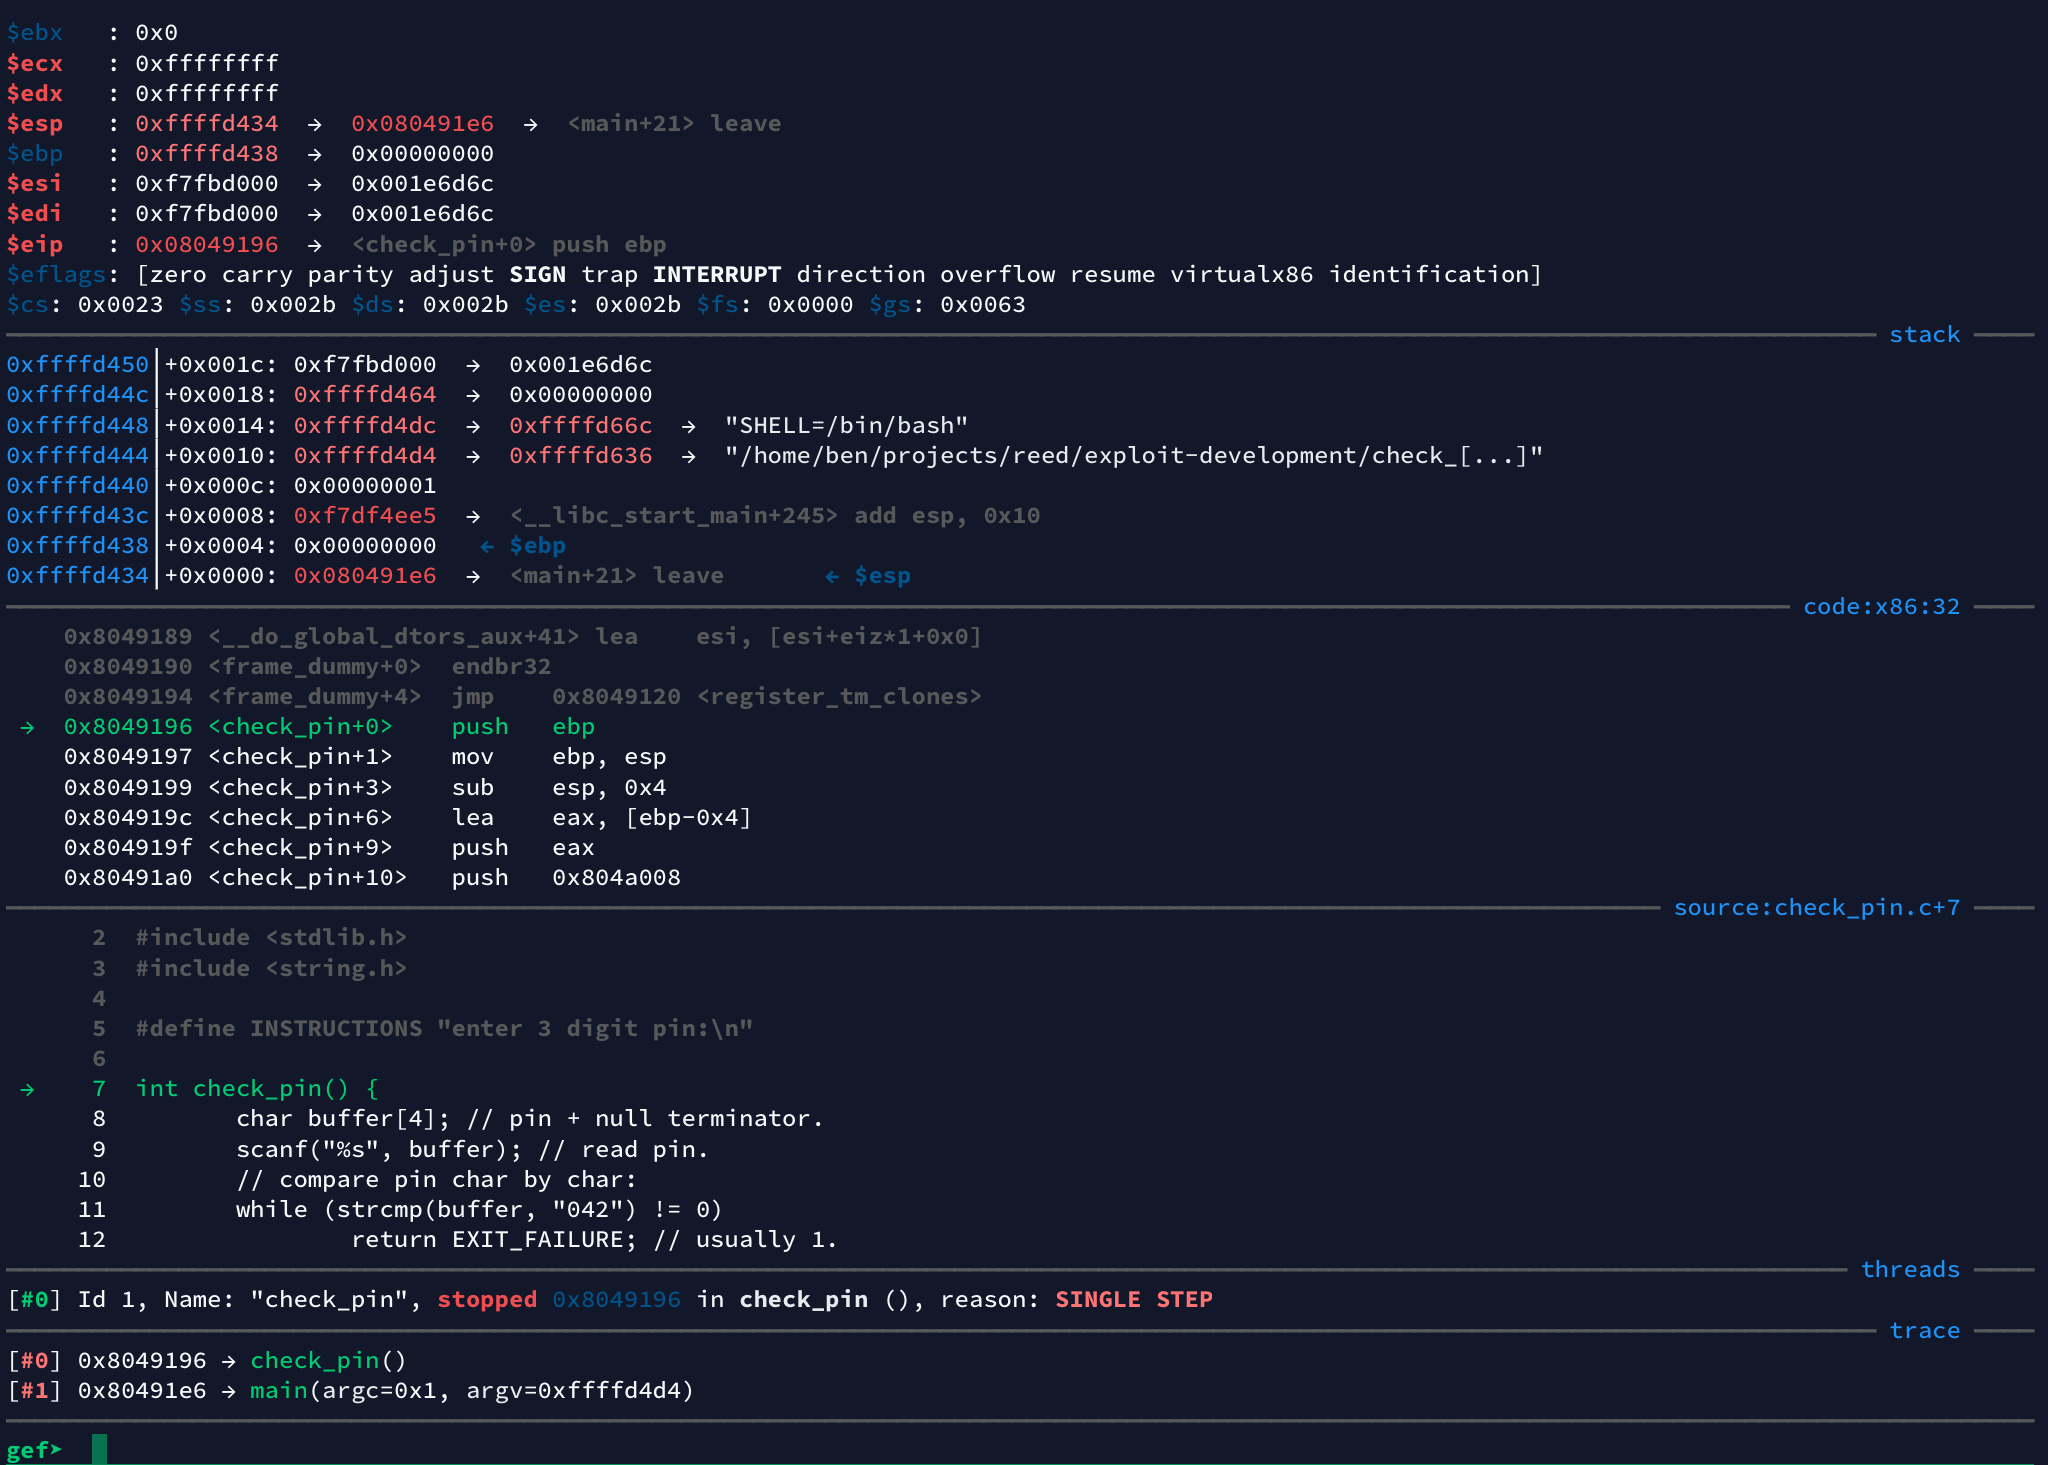 $ebx   : 0x0
$ecx   : 0xffffffff
$edx   : 0xffffffff
$esp   : 0xffffd434  →  0x080491e6  →  <main+21> leave
$ebp   : 0xffffd438  →  0x00000000
$esi   : 0xf7fbd000  →  0x001e6d6c
$edi   : 0xf7fbd000  →  0x001e6d6c
$eip   : 0x08049196  →  <check_pin+0> push ebp
$eflags: [zero carry parity adjust SIGN trap INTERRUPT direction overflow resume virtualx86 identification]
$cs: 0x0023 $ss: 0x002b $ds: 0x002b $es: 0x002b $fs: 0x0000 $gs: 0x0063
stack
0xffffd450│+0x001c: 0xf7fbd000  →  0x001e6d6c
0xffffd44c│+0x0018: 0xffffd464  →  0x00000000
0xffffd448│+0x0014: 0xffffd4dc  →  0xffffd66c  →  "SHELL=/bin/bash"
0xffffd444│+0x0010: 0xffffd4d4  →  0xffffd636  →  "/home/ben/projects/reed/exploit-development/check_[...]"
0xffffd440│+0x000c: 0x00000001
0xffffd43c│+0x0008: 0xf7df4ee5  →  <__libc_start_main+245> add esp, 0x10
0xffffd438│+0x0004: 0x00000000   ← $ebp
0xffffd434│+0x0000: 0x080491e6  →  <main+21> leave       ← $esp
code:x86:32
0x8049189 <__do_global_dtors_aux+41> lea    esi, [esi+eiz*1+0x0]
0x8049190 <frame_dummy+0>  endbr32
0x8049194 <frame_dummy+4>  jmp    0x8049120 <register_tm_clones>
→  0x8049196 <check_pin+0>    push   ebp
0x8049197 <check_pin+1>    mov    ebp, esp
0x8049199 <check_pin+3>    sub    esp, 0x4
0x804919c <check_pin+6>    lea    eax, [ebp-0x4]
0x804919f <check_pin+9>    push   eax
0x80491a0 <check_pin+10>   push   0x804a008
source:check_pin.c+7
2  #include <stdlib.h>
3  #include <string.h>
4
5  #define INSTRUCTIONS "enter 3 digit pin:\n"
6
→    7  int check_pin() {
8         char buffer[4]; // pin + null terminator.
9         scanf("%s", buffer); // read pin.
10         // compare pin char by char:
11         while (strcmp(buffer, "042") != 0)
12                 return EXIT_FAILURE; // usually 1.
threads
[#0] Id 1, Name: "check_pin", stopped 0x8049196 in check_pin (), reason: SINGLE STEP
trace
[#0] 0x8049196 → check_pin()
[#1] 0x80491e6 → main(argc=0x1, argv=0xffffd4d4)
gef➤